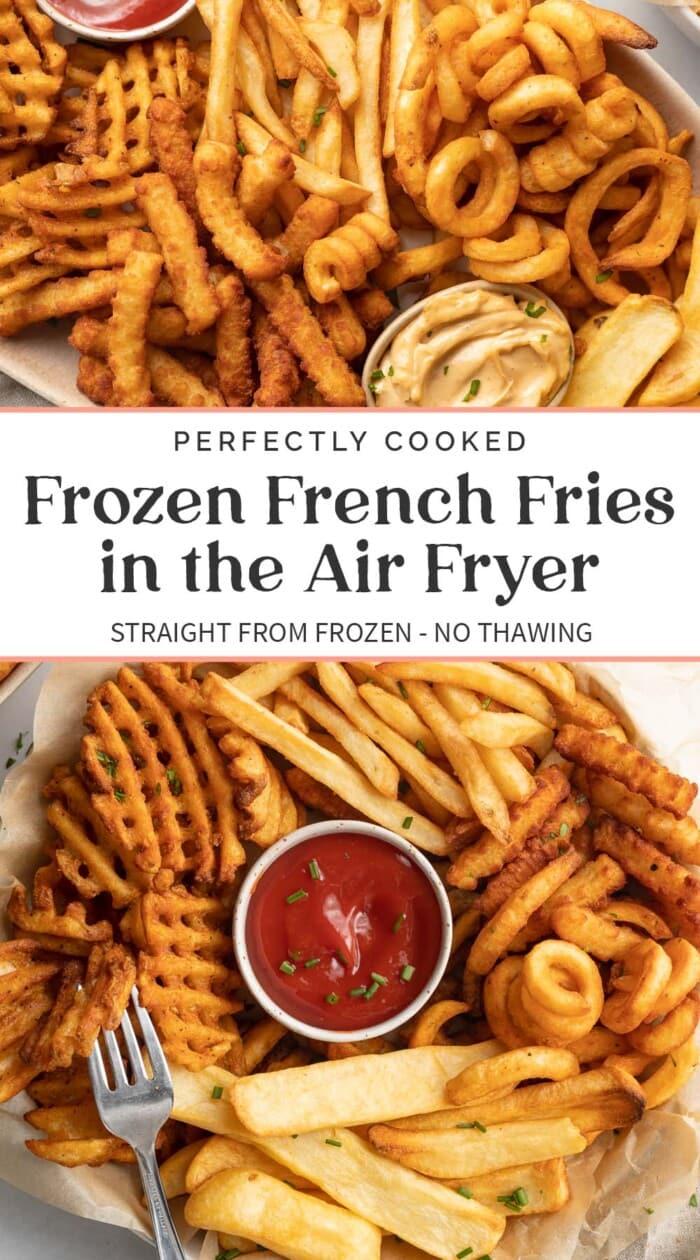 PERFECTLY COOKED
Frozen French Fries
in the Air Fryer
STRAIGHT FROM FROZEN - NO THAWING